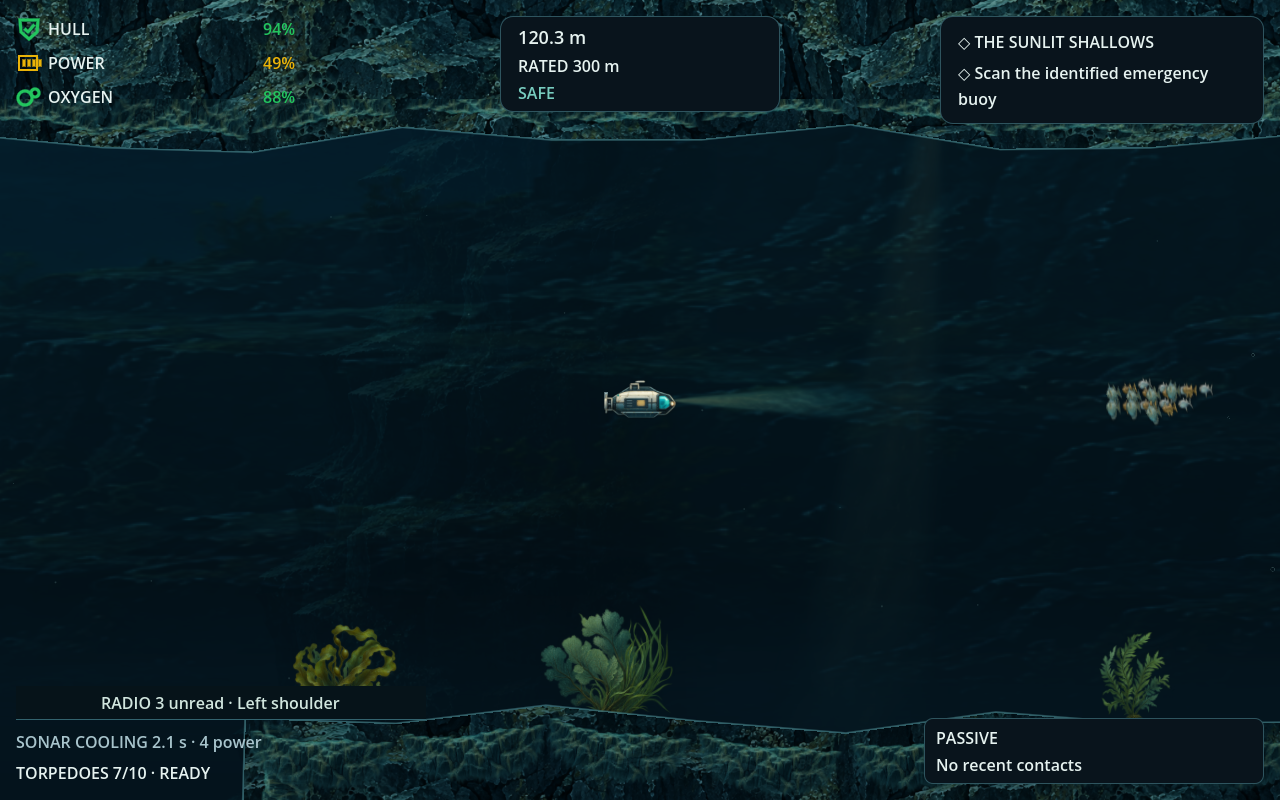 HULL 94%
POWER 49%
OXYGEN 88%
120.3 m
RATED 300 m
SAFE
◇ THE SUNLIT SHALLOWS
◇ Scan the identified emergency
buoy
RADIO 3 unread · Left shoulder
SONAR COOLING 2.1 s · 4 power
TORPEDOES 7/10 · READY
PASSIVE
No recent contacts